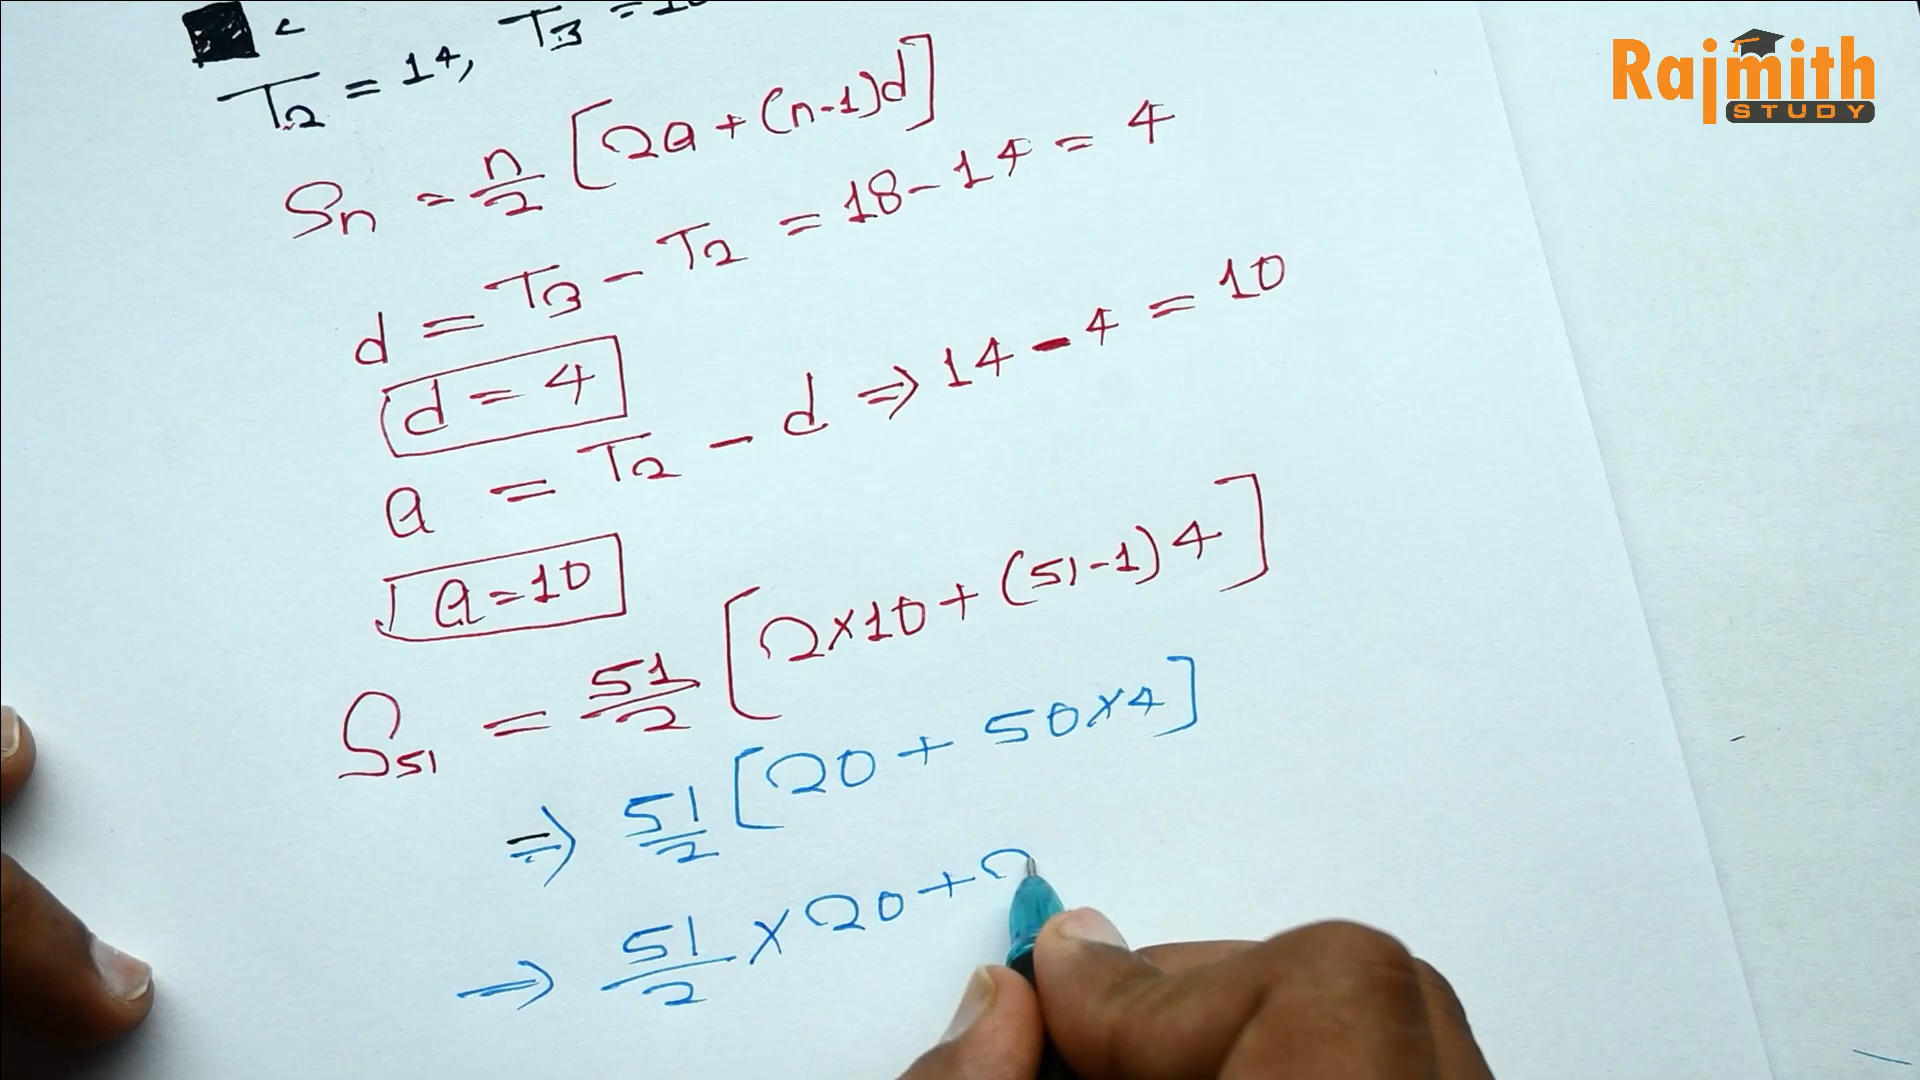 Rajmith
STUDY
T2 = 14, T3 =
Sn = n/2 [2a + (n-1)d]
d = T3 - T2 = 18 - 14 = 4
d = 4
a = T2 - d ⇒ 14 - 4 = 10
a = 10
S51 = 51/2 [2×10 + (51-1)4]
⇒ 51/2 [20 + 50×4]
⇒ 51/2 × 20 +